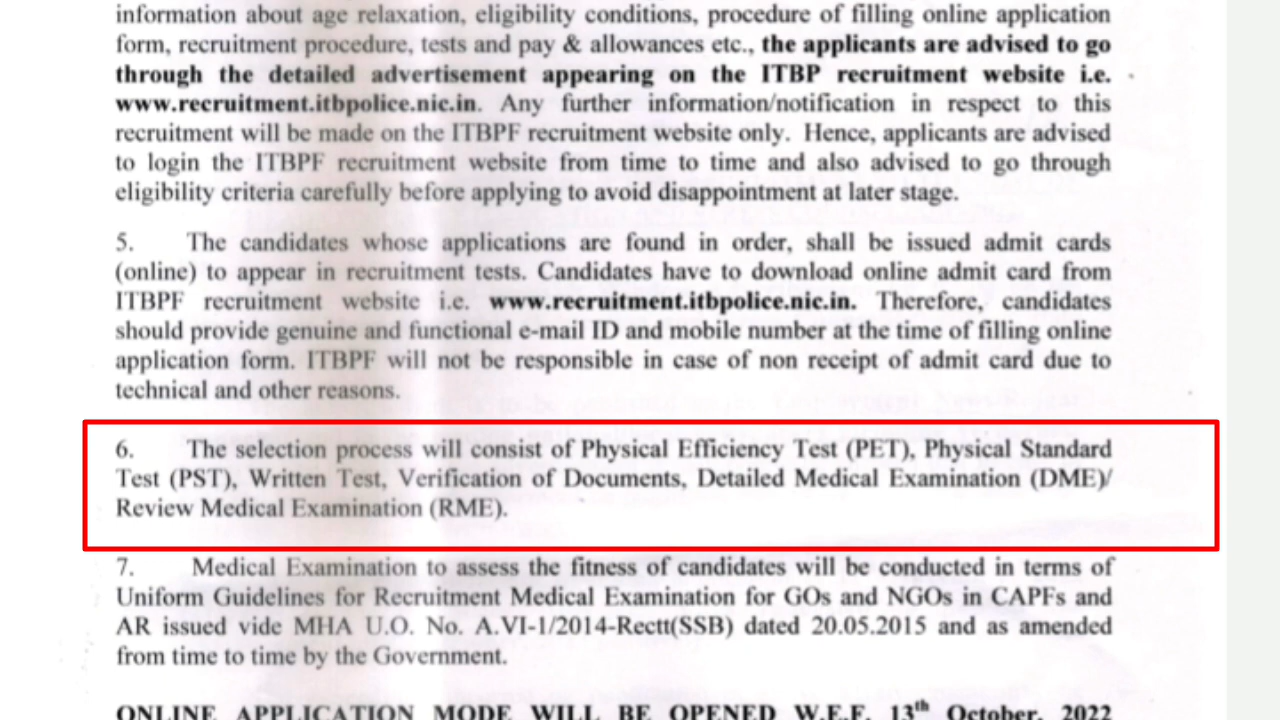 information about age relaxation, eligibility conditions, procedure of filling online application
form, recruitment procedure, tests and pay & allowances etc., the applicants are advised to go
through the detailed advertisement appearing on the ITBP recruitment website i.e.
www.recruitment.itbpolice.nic.in. Any further information/notification in respect to this
recruitment will be made on the ITBPF recruitment website only. Hence, applicants are advised
to login the ITBPF recruitment website from time to time and also advised to go through
eligibility criteria carefully before applying to avoid disappointment at later stage.
5. The candidates whose applications are found in order, shall be issued admit cards
(online) to appear in recruitment tests. Candidates have to download online admit card from
ITBPF recruitment website i.e. www.recruitment.itbpolice.nic.in. Therefore, candidates
should provide genuine and functional e-mail ID and mobile number at the time of filling online
application form. ITBPF will not be responsible in case of non receipt of admit card due to
technical and other reasons.
6. The selection process will consist of Physical Efficiency Test (PET), Physical Standard
Test (PST), Written Test, Verification of Documents, Detailed Medical Examination (DME)/
Review Medical Examination (RME).
7. Medical Examination to assess the fitness of candidates will be conducted in terms of
Uniform Guidelines for Recruitment Medical Examination for GOs and NGOs in CAPFs and
AR issued vide MHA U.O. No. A.VI-1/2014-Rectt(SSB) dated 20.05.2015 and as amended
from time to time by the Government.
ONLINE APPLICATION MODE WILL BE OPENED W.E.F. 13th October, 2022